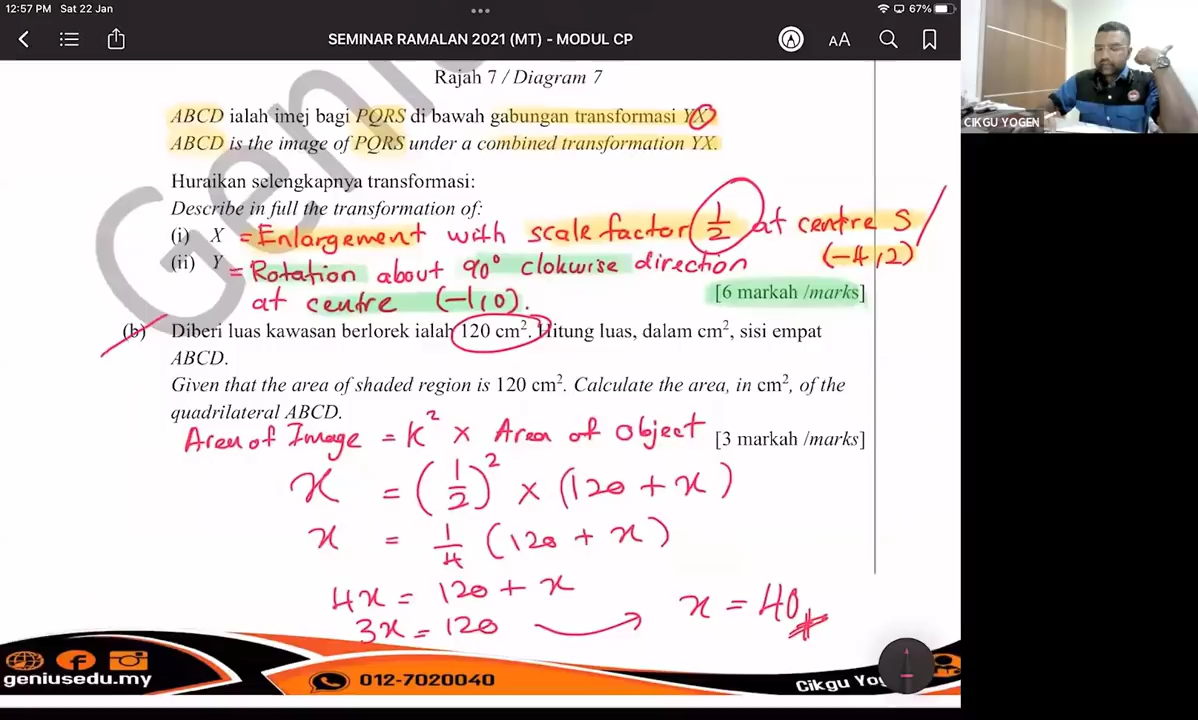 12:57 PM Sat 22 Jan
67%
SEMINAR RAMALAN 2021 (MT) - MODUL CP
AA
CIKGU YOGEN
Rajah 7 / Diagram 7
ABCD ialah imej bagi PQRS di bawah gabungan transformasi YX
ABCD is the image of PQRS under a combined transformation YX.
Huraikan selengkapnya transformasi:
Describe in full the transformation of:
(i) X = Enlargement with scale factor 1/2 at centre S
(-4,2)
(ii) Y = Rotation about 90° clokwise direction
at centre (-1,0).
[6 markah /marks]
(b) Diberi luas kawasan berlorek ialah 120 cm². Hitung luas, dalam cm², sisi empat
ABCD.
Given that the area of shaded region is 120 cm². Calculate the area, in cm², of the
quadrilateral ABCD.
Area of Image = K² × Area of Object
[3 markah /marks]
x = (1/2)² × (120 + x)
x = 1/4 (120 + x)
4x = 120 + x
3x = 120
x = 40
geniusedu.my
012-7020040
Cikgu Yog
Geni